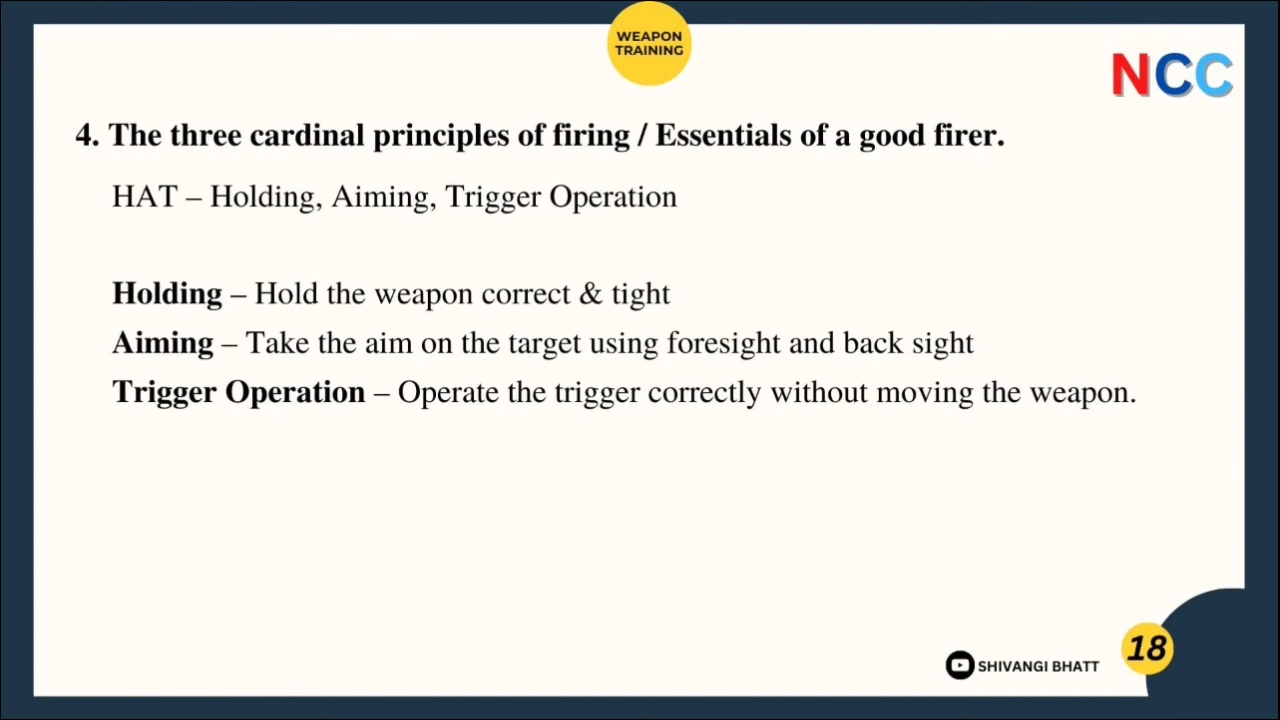 WEAPON
TRAINING
NCC
4. The three cardinal principles of firing / Essentials of a good firer.
HAT – Holding, Aiming, Trigger Operation
Holding – Hold the weapon correct & tight
Aiming – Take the aim on the target using foresight and back sight
Trigger Operation – Operate the trigger correctly without moving the weapon.
SHIVANGI BHATT
18